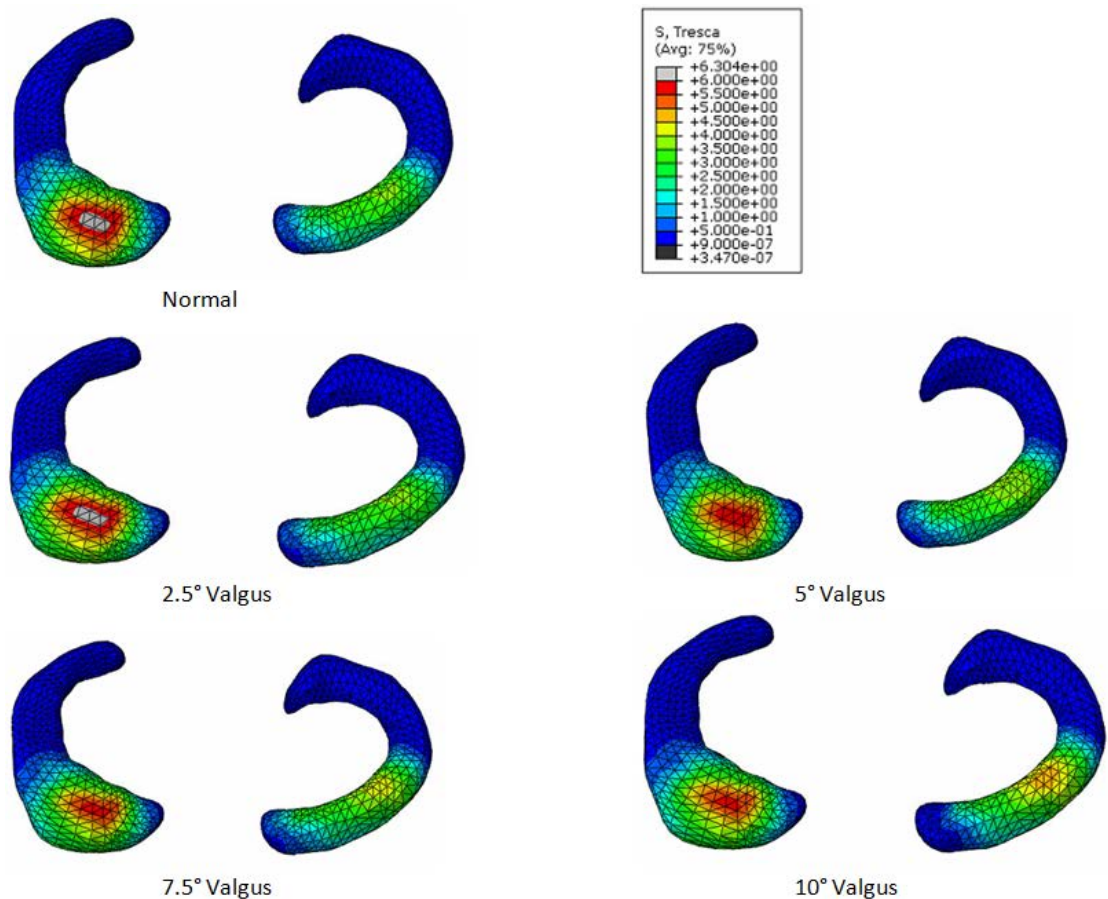 S, Tresca
(Avg: 75%)
+6.304e+00
+6.000e+00
+5.500e+00
+5.000e+00
+4.500e+00
+4.000e+00
+3.500e+00
+3.000e+00
+2.500e+00
+2.000e+00
+1.500e+00
+1.000e+00
+5.000e-01
+9.000e-07
+3.470e-07
Normal
2.5° Valgus
5° Valgus
7.5° Valgus
10° Valgus